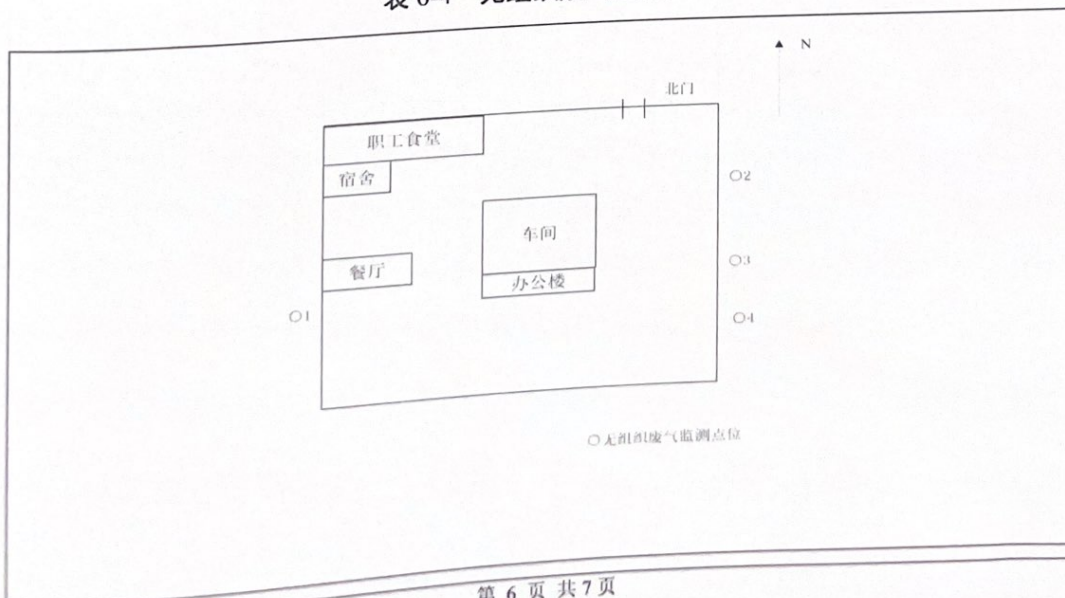 N
北门
职工食堂
宿舍
○2
车间
○3
餐厅
办公楼
○1
○4
○无组织废气监测点位
第 6 页 共 7 页